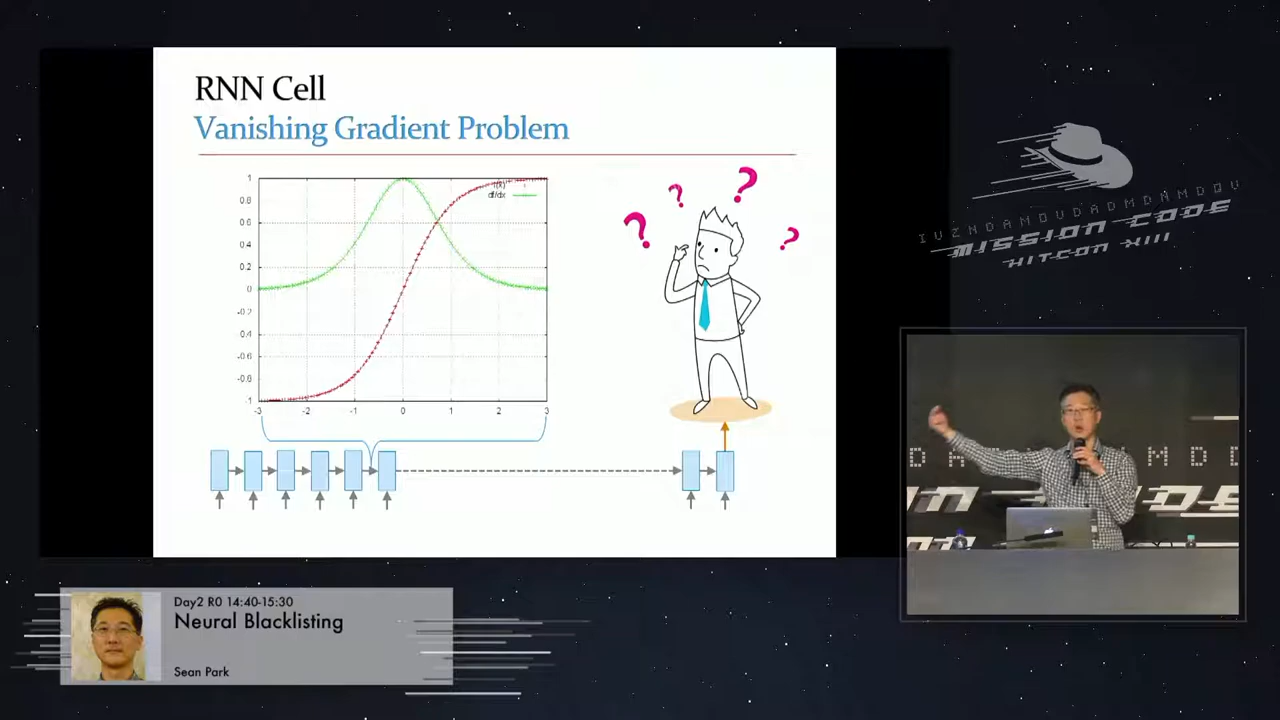 RNN Cell
Vanishing Gradient Problem
1
0.8
0.6
0.4
0.2
0
-0.2
0.4
-0.6
-0.8
-1
f(x)
df/dx
-3
-2
-1
0
1
2
3
?
?
?
?
MISSION CODE
HITCON XIII
Day2 R0 14:40-15:30
Neural Blacklisting
Sean Park